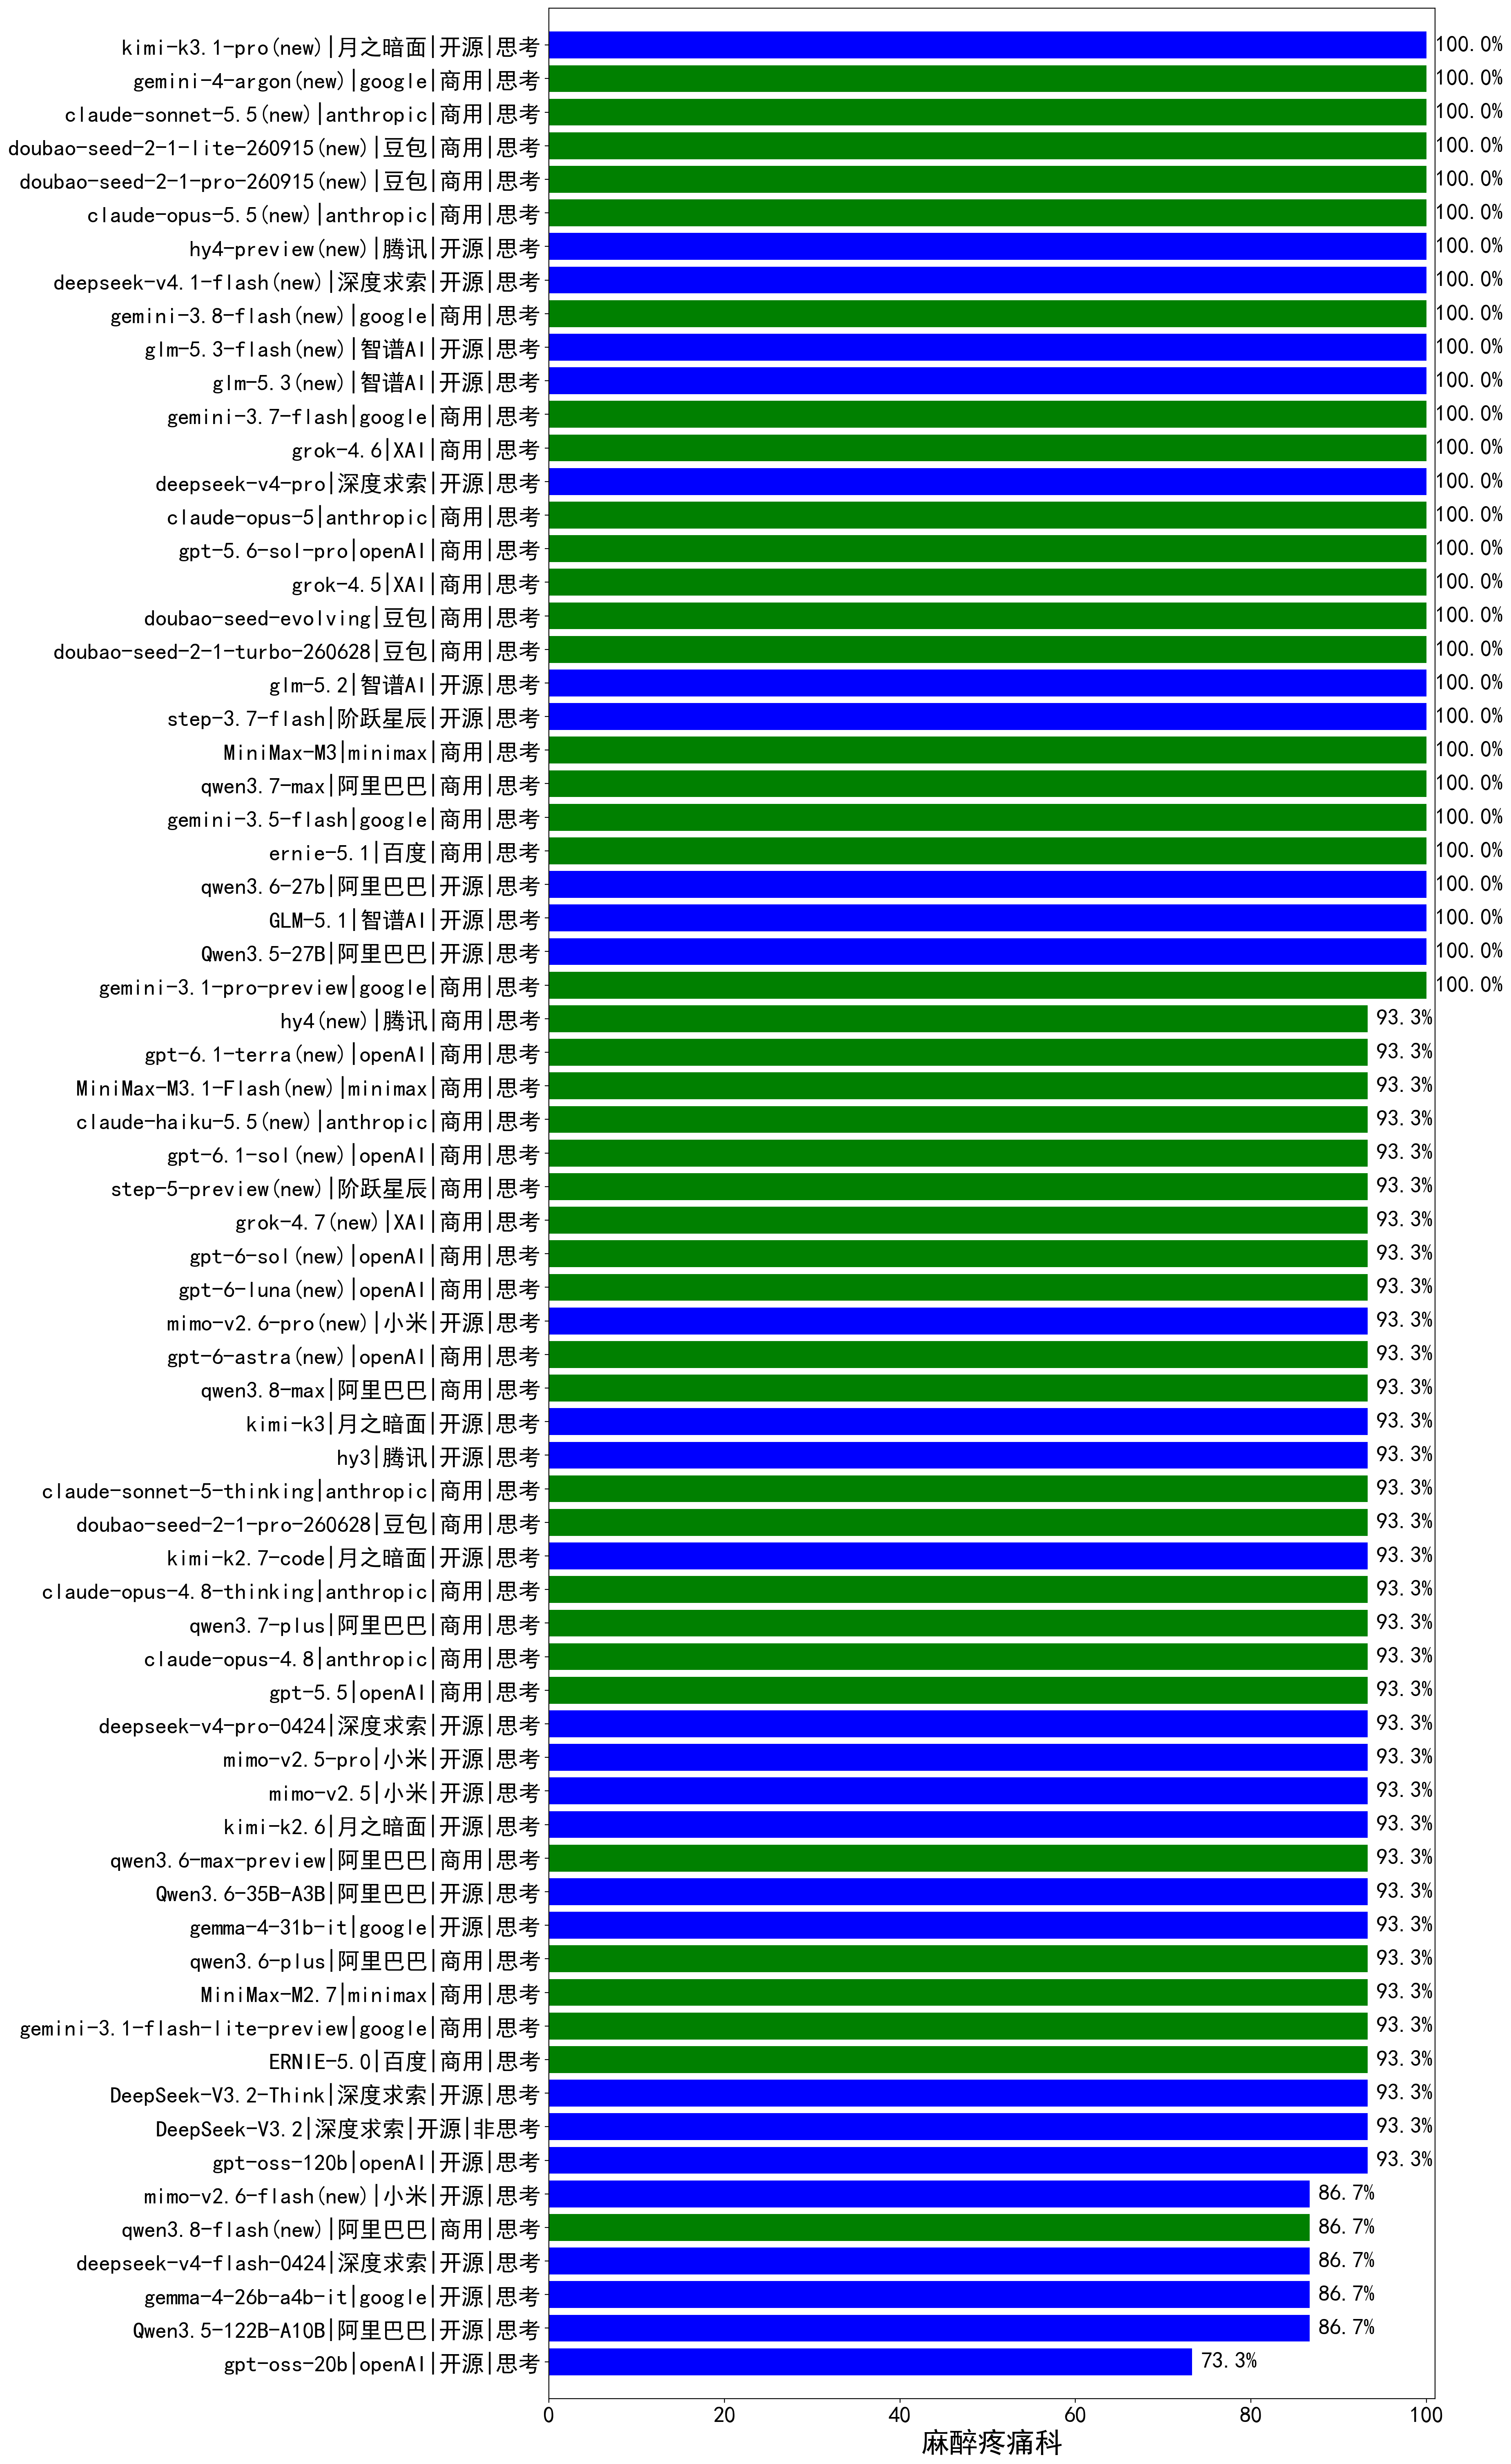 kimi-k3.1-pro(new)|月之暗面|开源|思考 100.0%
gemini-4-argon(new)|google|商用|思考 100.0%
claude-sonnet-5.5(new)|anthropic|商用|思考 100.0%
doubao-seed-2-1-lite-260915(new)|豆包|商用|思考 100.0%
doubao-seed-2-1-pro-260915(new)|豆包|商用|思考 100.0%
claude-opus-5.5(new)|anthropic|商用|思考 100.0%
hy4-preview(new)|腾讯|开源|思考 100.0%
deepseek-v4.1-flash(new)|深度求索|开源|思考 100.0%
gemini-3.8-flash(new)|google|商用|思考 100.0%
glm-5.3-flash(new)|智谱AI|开源|思考 100.0%
glm-5.3(new)|智谱AI|开源|思考 100.0%
gemini-3.7-flash|google|商用|思考 100.0%
grok-4.6|XAI|商用|思考 100.0%
deepseek-v4-pro|深度求索|开源|思考 100.0%
claude-opus-5|anthropic|商用|思考 100.0%
gpt-5.6-sol-pro|openAI|商用|思考 100.0%
grok-4.5|XAI|商用|思考 100.0%
doubao-seed-evolving|豆包|商用|思考 100.0%
doubao-seed-2-1-turbo-260628|豆包|商用|思考 100.0%
glm-5.2|智谱AI|开源|思考 100.0%
step-3.7-flash|阶跃星辰|开源|思考 100.0%
MiniMax-M3|minimax|商用|思考 100.0%
qwen3.7-max|阿里巴巴|商用|思考 100.0%
gemini-3.5-flash|google|商用|思考 100.0%
ernie-5.1|百度|商用|思考 100.0%
qwen3.6-27b|阿里巴巴|开源|思考 100.0%
GLM-5.1|智谱AI|开源|思考 100.0%
Qwen3.5-27B|阿里巴巴|开源|思考 100.0%
gemini-3.1-pro-preview|google|商用|思考 100.0%
hy4(new)|腾讯|商用|思考 93.3%
gpt-6.1-terra(new)|openAI|商用|思考 93.3%
MiniMax-M3.1-Flash(new)|minimax|商用|思考 93.3%
claude-haiku-5.5(new)|anthropic|商用|思考 93.3%
gpt-6.1-sol(new)|openAI|商用|思考 93.3%
step-5-preview(new)|阶跃星辰|商用|思考 93.3%
grok-4.7(new)|XAI|商用|思考 93.3%
gpt-6-sol(new)|openAI|商用|思考 93.3%
gpt-6-luna(new)|openAI|商用|思考 93.3%
mimo-v2.6-pro(new)|小米|开源|思考 93.3%
gpt-6-astra(new)|openAI|商用|思考 93.3%
qwen3.8-max|阿里巴巴|商用|思考 93.3%
kimi-k3|月之暗面|开源|思考 93.3%
hy3|腾讯|开源|思考 93.3%
claude-sonnet-5-thinking|anthropic|商用|思考 93.3%
doubao-seed-2-1-pro-260628|豆包|商用|思考 93.3%
kimi-k2.7-code|月之暗面|开源|思考 93.3%
claude-opus-4.8-thinking|anthropic|商用|思考 93.3%
qwen3.7-plus|阿里巴巴|商用|思考 93.3%
claude-opus-4.8|anthropic|商用|思考 93.3%
gpt-5.5|openAI|商用|思考 93.3%
deepseek-v4-pro-0424|深度求索|开源|思考 93.3%
mimo-v2.5-pro|小米|开源|思考 93.3%
mimo-v2.5|小米|开源|思考 93.3%
kimi-k2.6|月之暗面|开源|思考 93.3%
qwen3.6-max-preview|阿里巴巴|商用|思考 93.3%
Qwen3.6-35B-A3B|阿里巴巴|开源|思考 93.3%
gemma-4-31b-it|google|开源|思考 93.3%
qwen3.6-plus|阿里巴巴|商用|思考 93.3%
MiniMax-M2.7|minimax|商用|思考 93.3%
gemini-3.1-flash-lite-preview|google|商用|思考 93.3%
ERNIE-5.0|百度|商用|思考 93.3%
DeepSeek-V3.2-Think|深度求索|开源|思考 93.3%
DeepSeek-V3.2|深度求索|开源|非思考 93.3%
gpt-oss-120b|openAI|开源|思考 93.3%
mimo-v2.6-flash(new)|小米|开源|思考 86.7%
qwen3.8-flash(new)|阿里巴巴|商用|思考 86.7%
deepseek-v4-flash-0424|深度求索|开源|思考 86.7%
gemma-4-26b-a4b-it|google|开源|思考 86.7%
Qwen3.5-122B-A10B|阿里巴巴|开源|思考 86.7%
gpt-oss-20b|openAI|开源|思考 73.3%
0 20 40 60 80 100
麻醉疼痛科